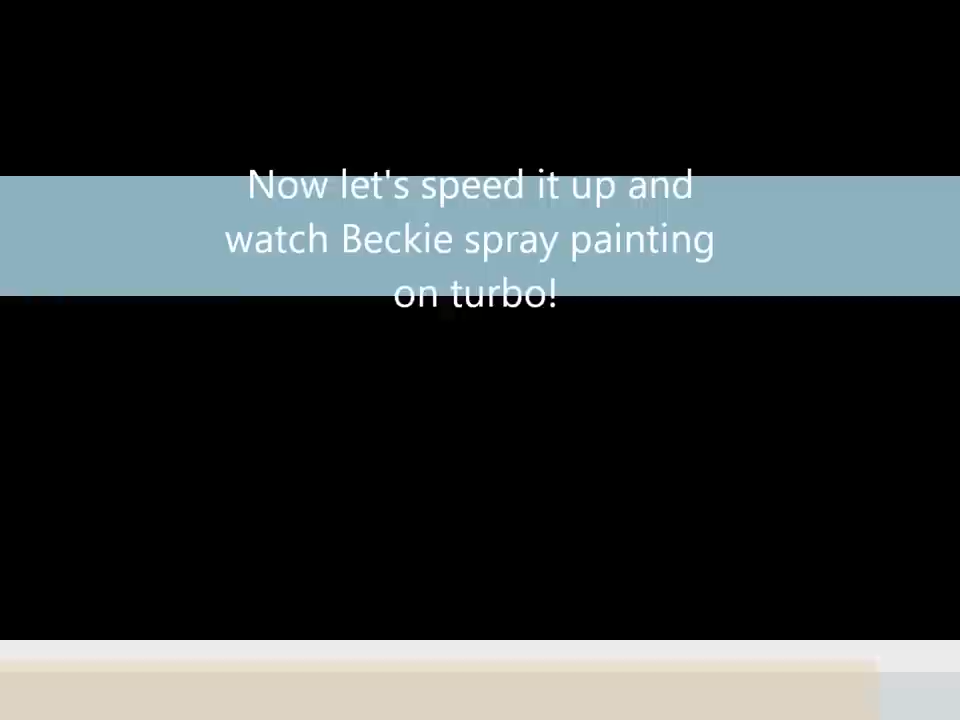 Now let's speed it up and
watch Beckie spray painting
on turbo!